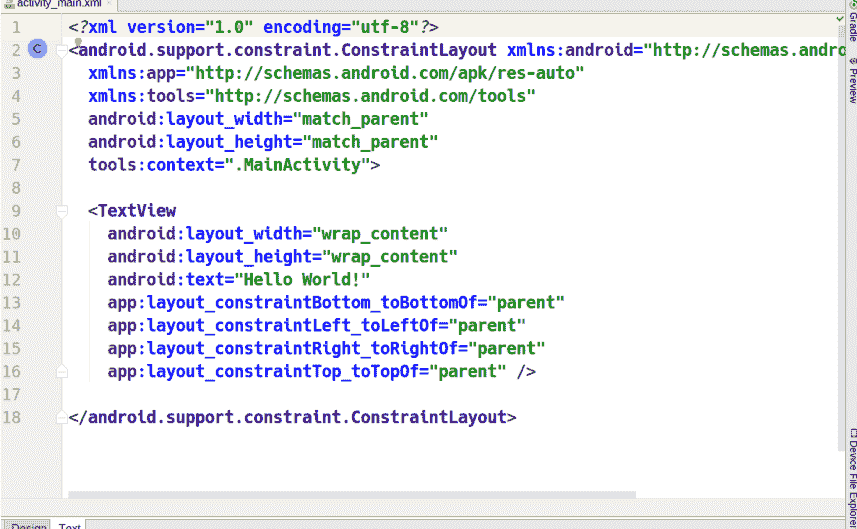 activity_main.xml
1 <?xml version="1.0" encoding="utf-8"?>
2 C <android.support.constraint.ConstraintLayout xmlns:android="http://schemas.andro
3 xmlns:app="http://schemas.android.com/apk/res-auto"
4 xmlns:tools="http://schemas.android.com/tools"
5 android:layout_width="match_parent"
6 android:layout_height="match_parent"
7 tools:context=".MainActivity">
8
9 <TextView
10 android:layout_width="wrap_content"
11 android:layout_height="wrap_content"
12 android:text="Hello World!"
13 app:layout_constraintBottom_toBottomOf="parent"
14 app:layout_constraintLeft_toLeftOf="parent"
15 app:layout_constraintRight_toRightOf="parent"
16 app:layout_constraintTop_toTopOf="parent" />
17
18 </android.support.constraint.ConstraintLayout>
Design Text
Gradle
Preview
Device File Explorer